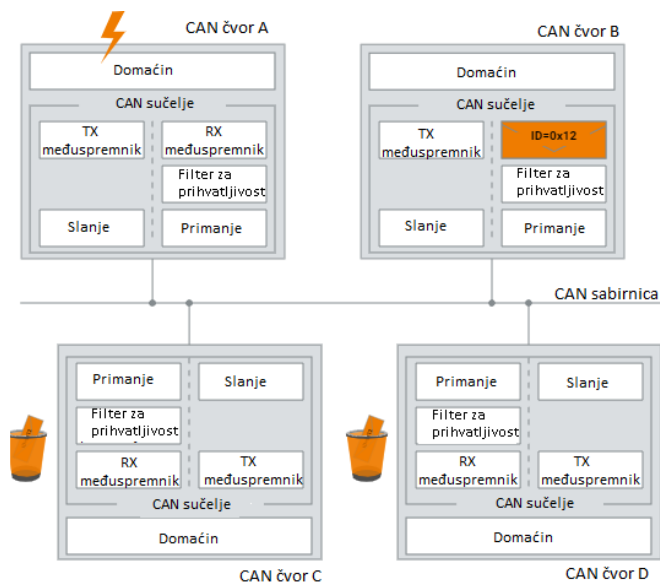 CAN čvor A
Domaćin
CAN sučelje
TX
međuspremnik
RX
međuspremnik
Filter za
prihvatljivost
Slanje
Primanje
CAN čvor B
Domaćin
CAN sučelje
TX
međuspremnik
ID=0x12
Filter za
prihvatljivost
Slanje
Primanje
CAN sabirnica
Primanje
Slanje
Filter za
prihvatljivost
RX
međuspremnik
TX
međuspremnik
CAN sučelje
Domaćin
CAN čvor C
Primanje
Slanje
Filter za
prihvatljivost
RX
međuspremnik
TX
međuspremnik
CAN sučelje
Domaćin
CAN čvor D